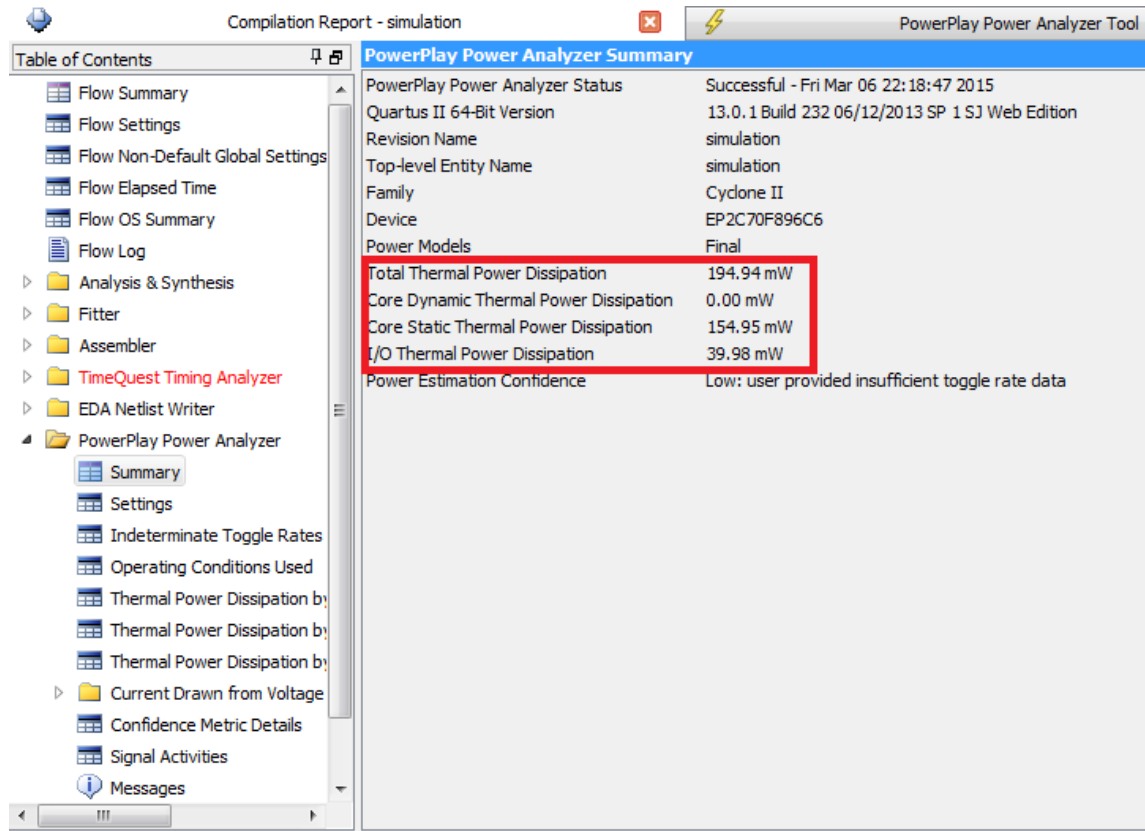 Compilation Report - simulation
PowerPlay Power Analyzer Tool
Table of Contents
Flow Summary
Flow Settings
Flow Non-Default Global Settings
Flow Elapsed Time
Flow OS Summary
Flow Log
Analysis & Synthesis
Fitter
Assembler
TimeQuest Timing Analyzer
EDA Netlist Writer
PowerPlay Power Analyzer
Summary
Settings
Indeterminate Toggle Rates
Operating Conditions Used
Thermal Power Dissipation by
Thermal Power Dissipation by
Thermal Power Dissipation by
Current Drawn from Voltage
Confidence Metric Details
Signal Activities
Messages
PowerPlay Power Analyzer Summary
PowerPlay Power Analyzer Status Successful - Fri Mar 06 22:18:47 2015
Quartus II 64-Bit Version 13.0.1 Build 232 06/12/2013 SP 1 SJ Web Edition
Revision Name simulation
Top-level Entity Name simulation
Family Cyclone II
Device EP2C70F896C6
Power Models Final
Total Thermal Power Dissipation 194.94 mW
Core Dynamic Thermal Power Dissipation 0.00 mW
Core Static Thermal Power Dissipation 154.95 mW
I/O Thermal Power Dissipation 39.98 mW
Power Estimation Confidence Low: user provided insufficient toggle rate data